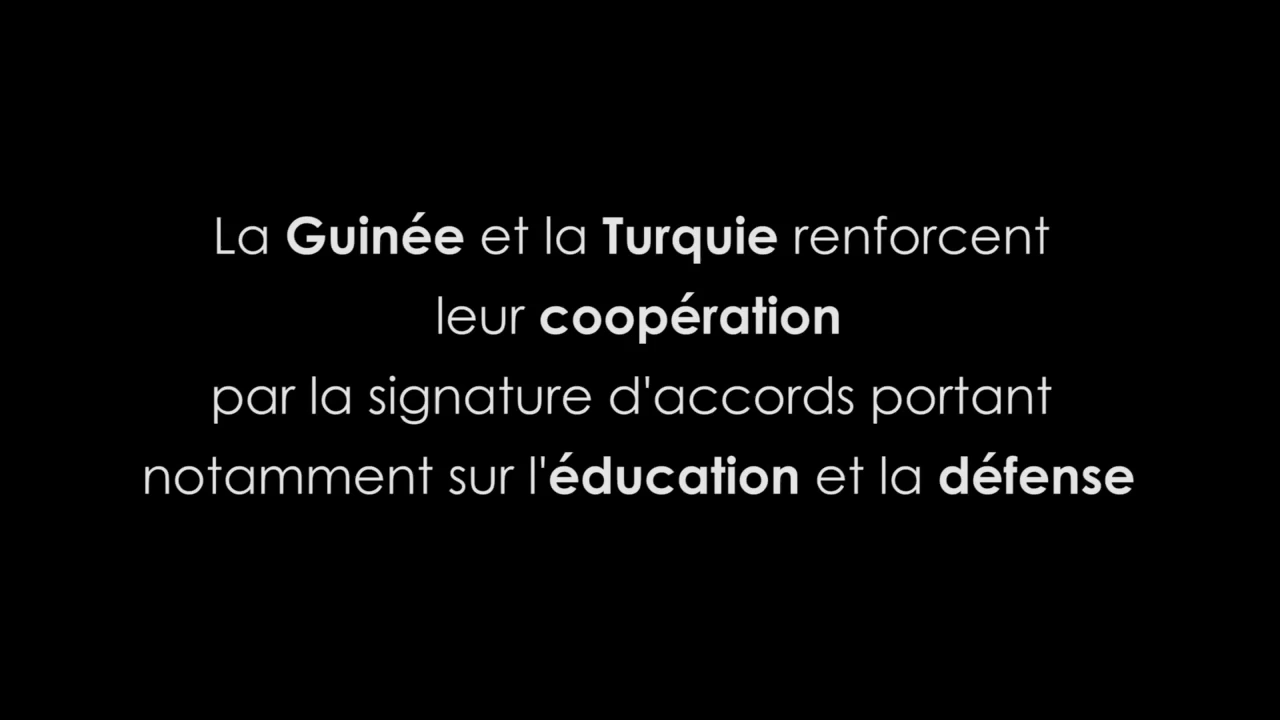 La Guinée et la Turquie renforcent
leur coopération
par la signature d'accords portant
notamment sur l'éducation et la défense